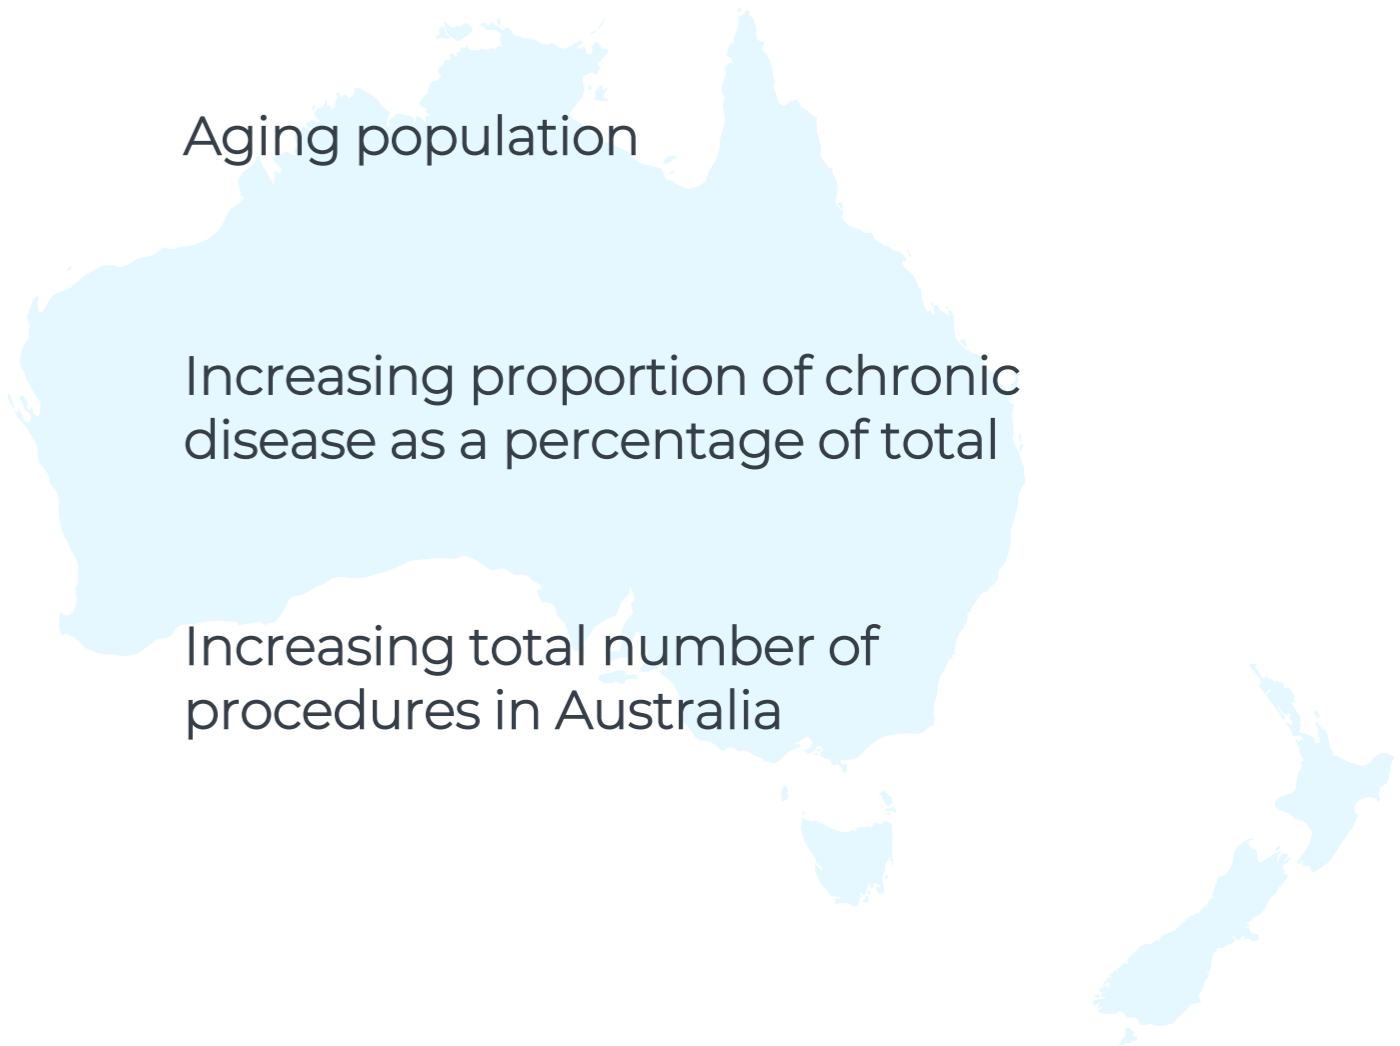 Aging population
Increasing proportion of chronic
disease as a percentage of total
Increasing total number of
procedures in Australia